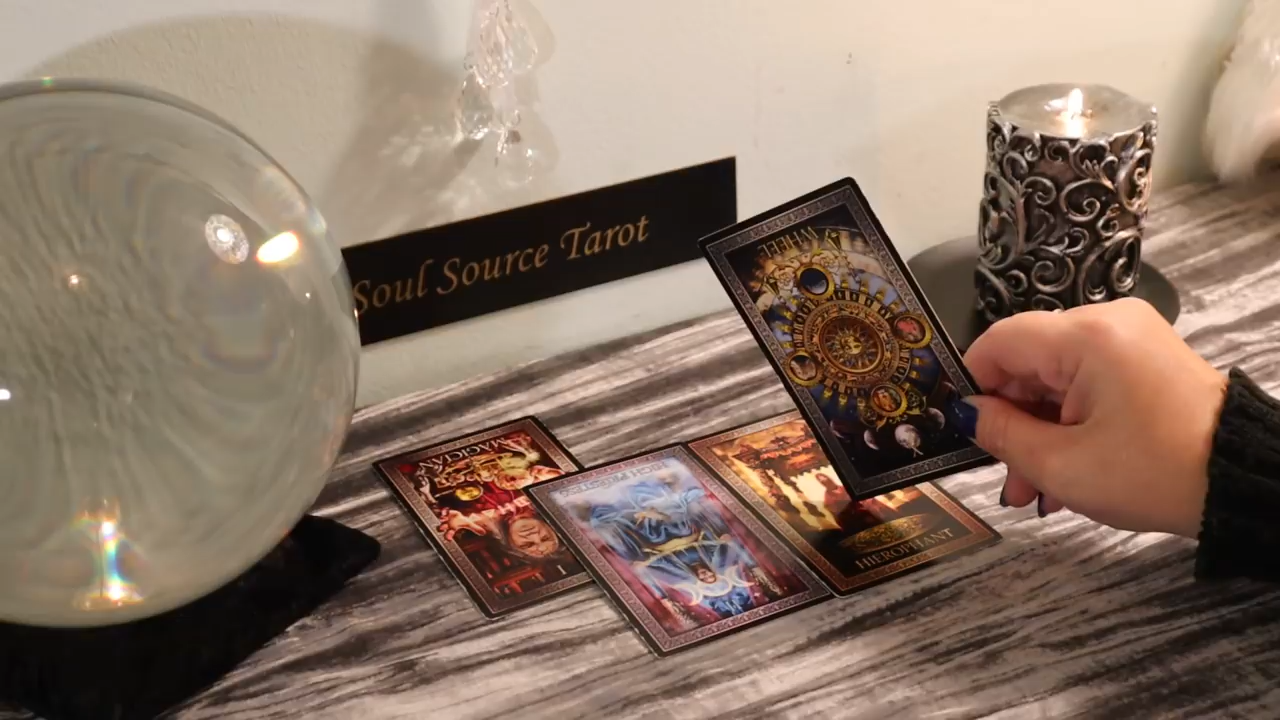 Soul Source Tarot
WHEEL
MAGICIAN
I
HIGH PRIESTESS
HIEROPHANT